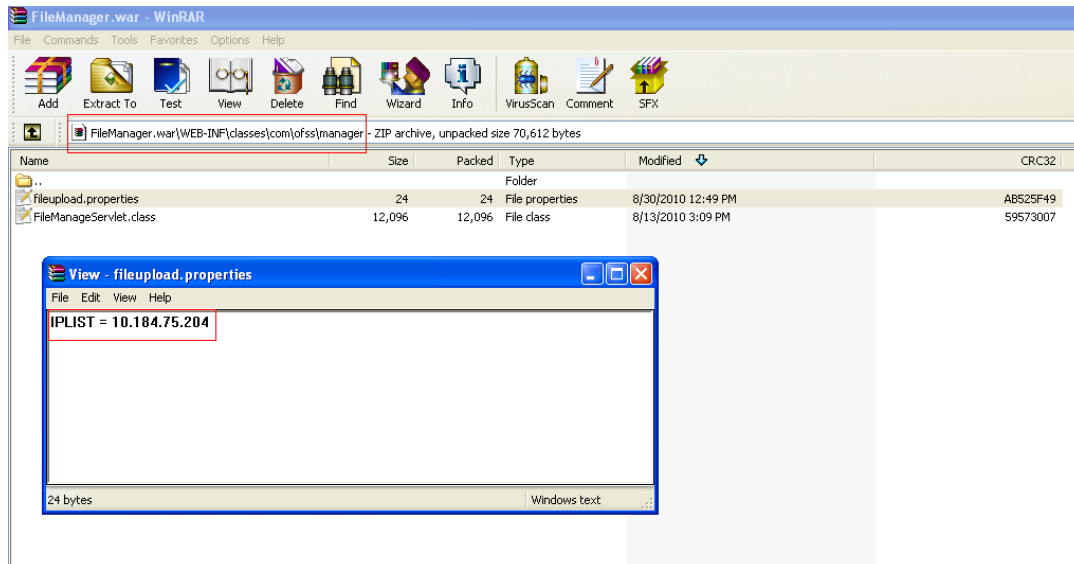 FileManager.war - WinRAR
File Commands Tools Favorites Options Help
Add Extract To Test View Delete Find Wizard Info VirusScan Comment SFX
FileManager.war\WEB-INF\classes\com\ofss\manager - ZIP archive, unpacked size 70,612 bytes
Name Size Packed Type Modified CRC32
.. Folder
fileupload.properties 24 24 File properties 8/30/2010 12:49 PM AB525F49
FileManageServlet.class 12,096 12,096 File class 8/13/2010 3:09 PM 59573007
View - fileupload.properties
File Edit View Help
IPLIST = 10.184.75.204
24 bytes Windows text